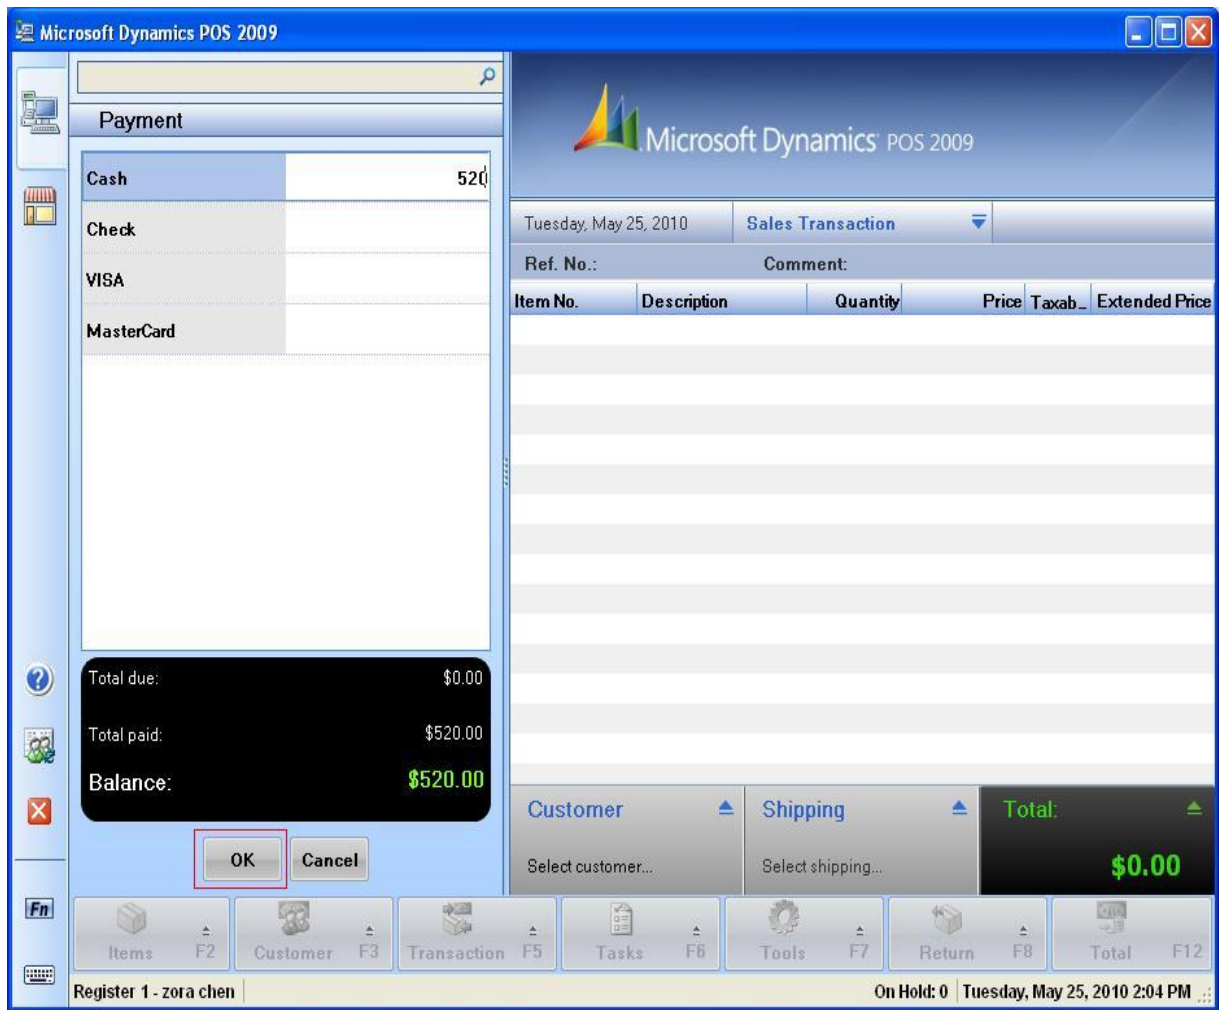 Microsoft Dynamics POS 2009
Payment
Cash 520
Check
VISA
MasterCard
Total due: $0.00
Total paid: $520.00
Balance: $520.00
OK Cancel
Microsoft Dynamics POS 2009
Tuesday, May 25, 2010 Sales Transaction
Ref. No.: Comment:
Item No. Description Quantity Price Taxab... Extended Price
Customer Shipping Total:
Select customer... Select shipping... $0.00
Fn
Items F2 Customer F3 Transaction F5 Tasks F6 Tools F7 Return F8 Total F12
Register 1 - zora chen On Hold: 0 Tuesday, May 25, 2010 2:04 PM